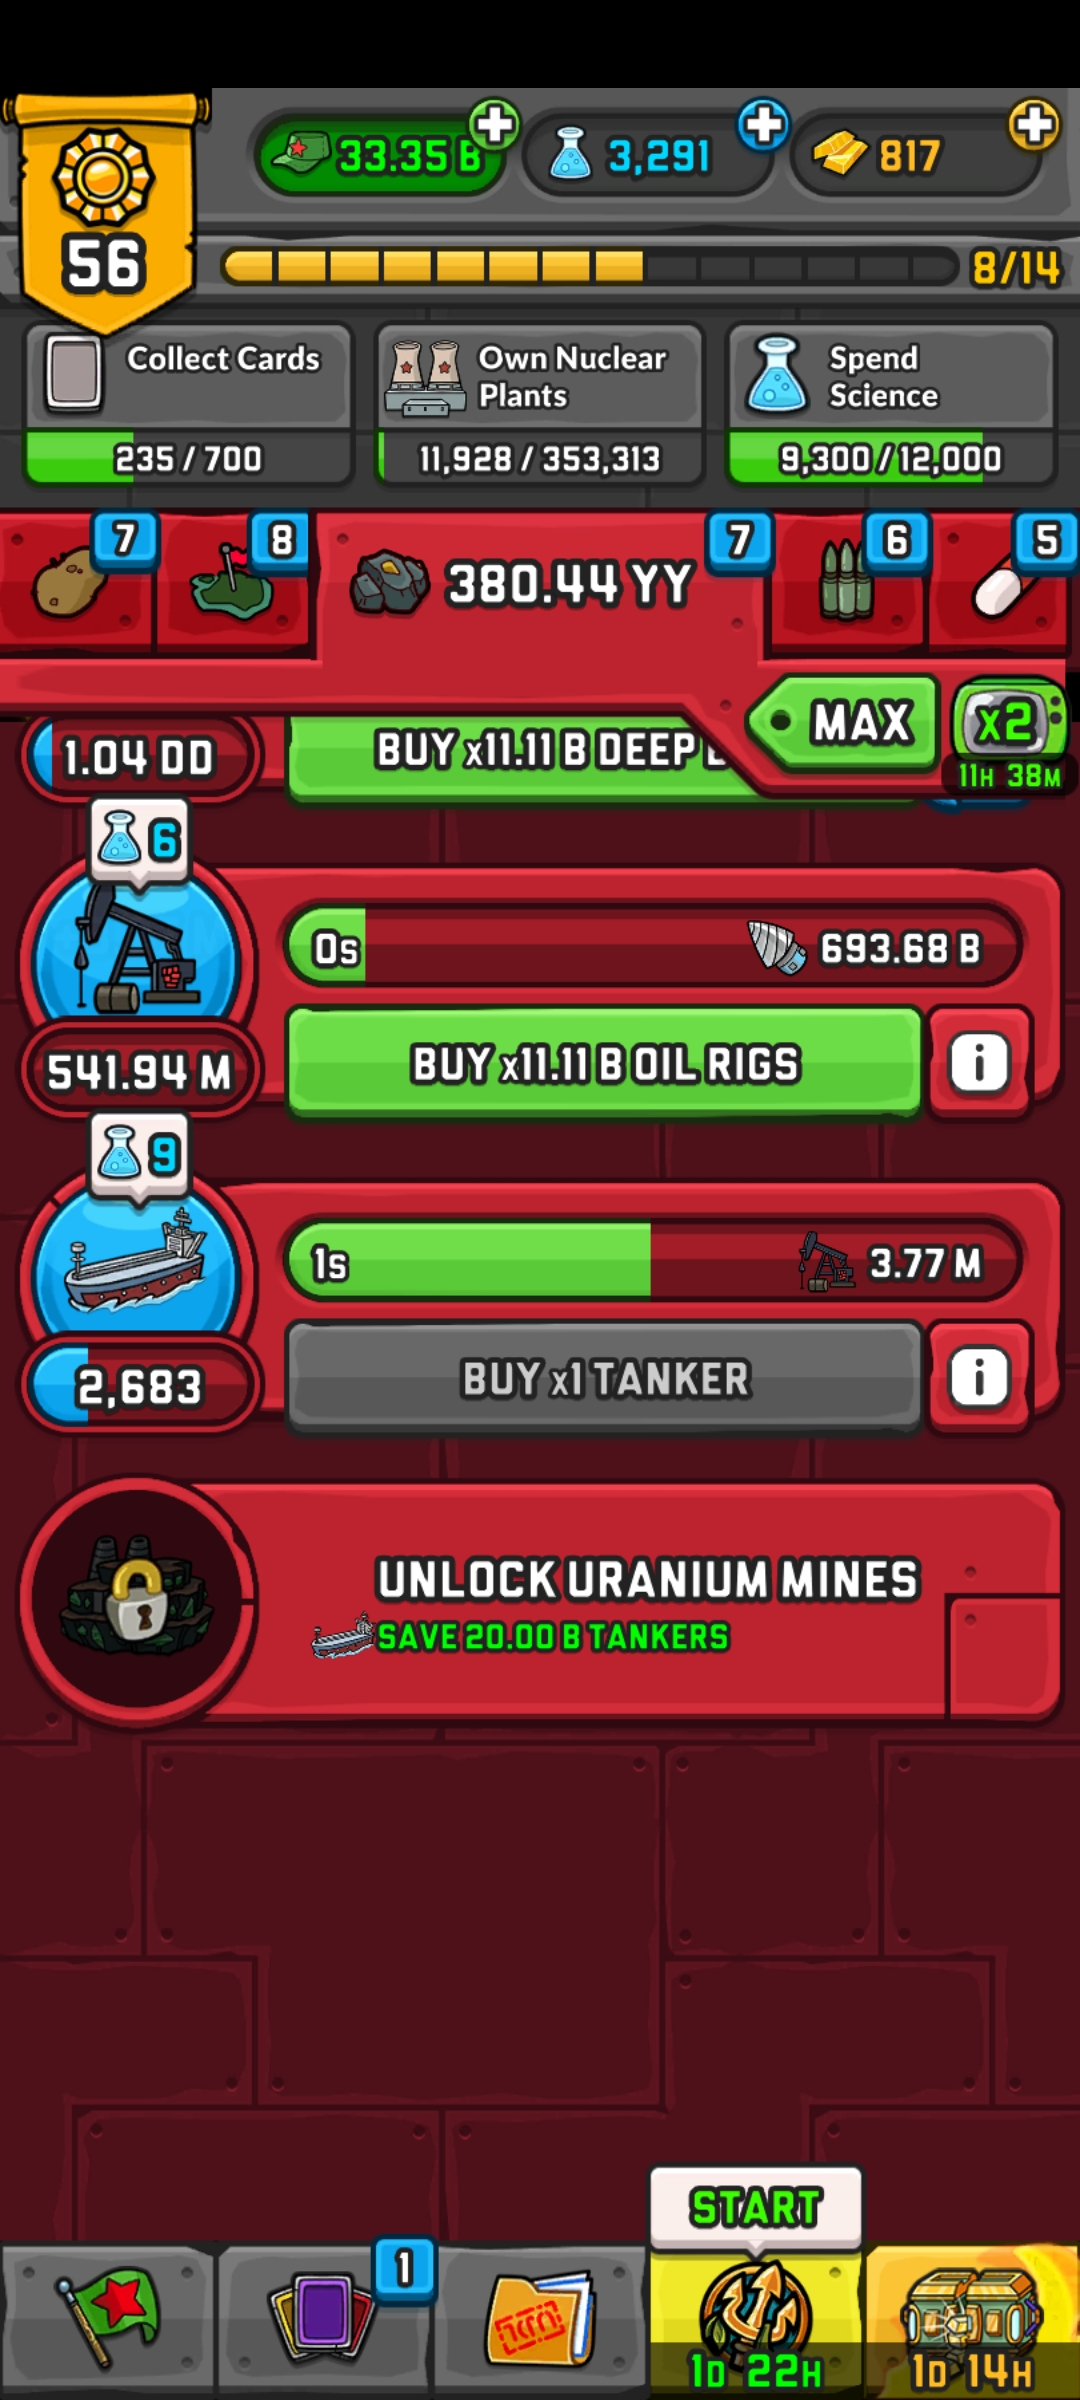 33.35 B
3,291
817
56
8/14
Collect Cards
235 / 700
Own Nuclear
Plants
11,928 / 353,313
Spend
Science
9,300 / 12,000
7
8
380.44 YY
7
6
5
MAX
x2
11H 38M
1.04 DD
BUY x11.11 B DEEP
6
0s
693.68 B
541.94 M
BUY x11.11 B OIL RIGS
i
9
1s
3.77 M
2,683
BUY x1 TANKER
i
UNLOCK URANIUM MINES
SAVE 20.00 B TANKERS
START
1
1D 22H
1D 14H